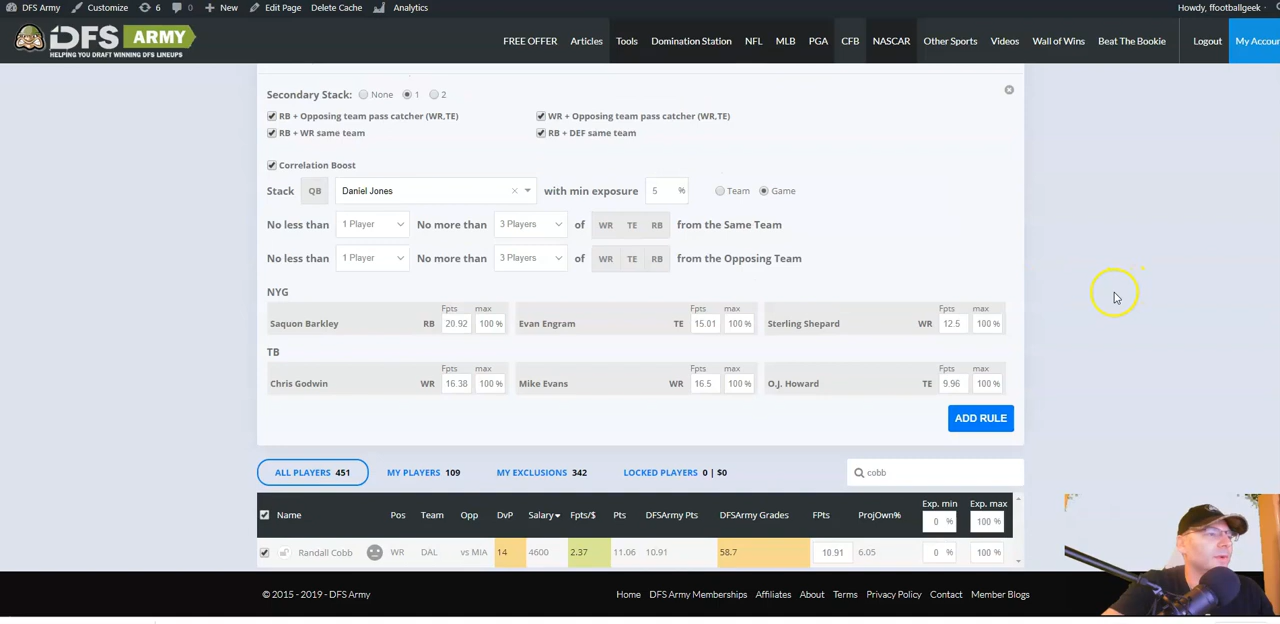 DFS Army Customize 6 0 New Edit Page Delete Cache Analytics Howdy, ffootballgeek
DFS ARMY HELPING YOU DRAFT WINNING DFS LINEUPS FREE OFFER Articles Tools Domination Station NFL MLB PGA CFB NASCAR Other Sports Videos Wall of Wins Beat The Bookie Logout My Accoun
Secondary Stack: None 1 2
RB + Opposing team pass catcher (WR,TE) WR + Opposing team pass catcher (WR,TE)
RB + WR same team RB + DEF same team
Correlation Boost
Stack QB Daniel Jones × with min exposure 5 % Team Game
No less than 1 Player No more than 3 Players of WR TE RB from the Same Team
No less than 1 Player No more than 3 Players of WR TE RB from the Opposing Team
NYG
Fpts max Fpts max Fpts max
Saquon Barkley RB 20.92 100 % Evan Engram TE 15.01 100 % Sterling Shepard WR 12.5 100 %
TB
Fpts max Fpts max Fpts max
Chris Godwin WR 16.38 100 % Mike Evans WR 16.5 100 % O.J. Howard TE 9.96 100 %
ADD RULE
ALL PLAYERS 451 MY PLAYERS 109 MY EXCLUSIONS 342 LOCKED PLAYERS 0 | $0 cobb
Exp. min Exp. max
Name Pos Team Opp DvP Salary Fpts/$ Pts DFSArmy Pts DFSArmy Grades FPts ProjOwn% 0 % 100 %
Randall Cobb WR DAL vs MIA 14 4600 2.37 11.06 10.91 58.7 10.91 6.05 0 % 100 %
© 2015 - 2019 - DFS Army Home DFS Army Memberships Affiliates About Terms Privacy Policy Contact Member Blogs